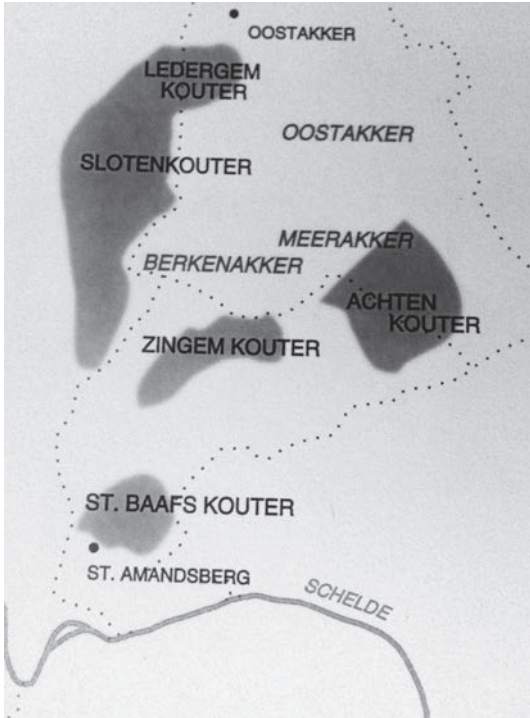 OOSTAKKER
LEDERGEM
KOUTER
OOSTAKKER
SLOTENKOUTER
MEERAKKER
BERKENAKKER
ACHTEN
KOUTER
ZINGEM KOUTER
ST. BAAFS KOUTER
ST. AMANDSBERG
SCHELDE